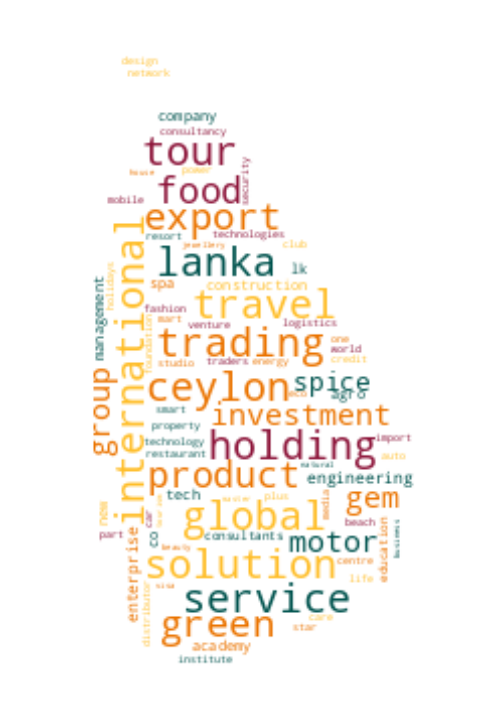 design
network
company
consultancy
tour
house
power
security
food
mobile
export
resort
technologies
jewellery
club
lanka
lk
international
management
holidays
spa
construction
travel
fashion
mart
venture
logistics
foundation
trading
one
world
studio
traders
energy
credit
group
ceylon
spice
eco
agro
smart
investment
property
technology
holding
import
restaurant
auto
product
natural
engineering
tech
plus
gem
new
global
media
beach
car
part
co
consultants
motor
business
education
enterprise
beauty
solution
centre
life
distributor
service
green
care
star
academy
institute